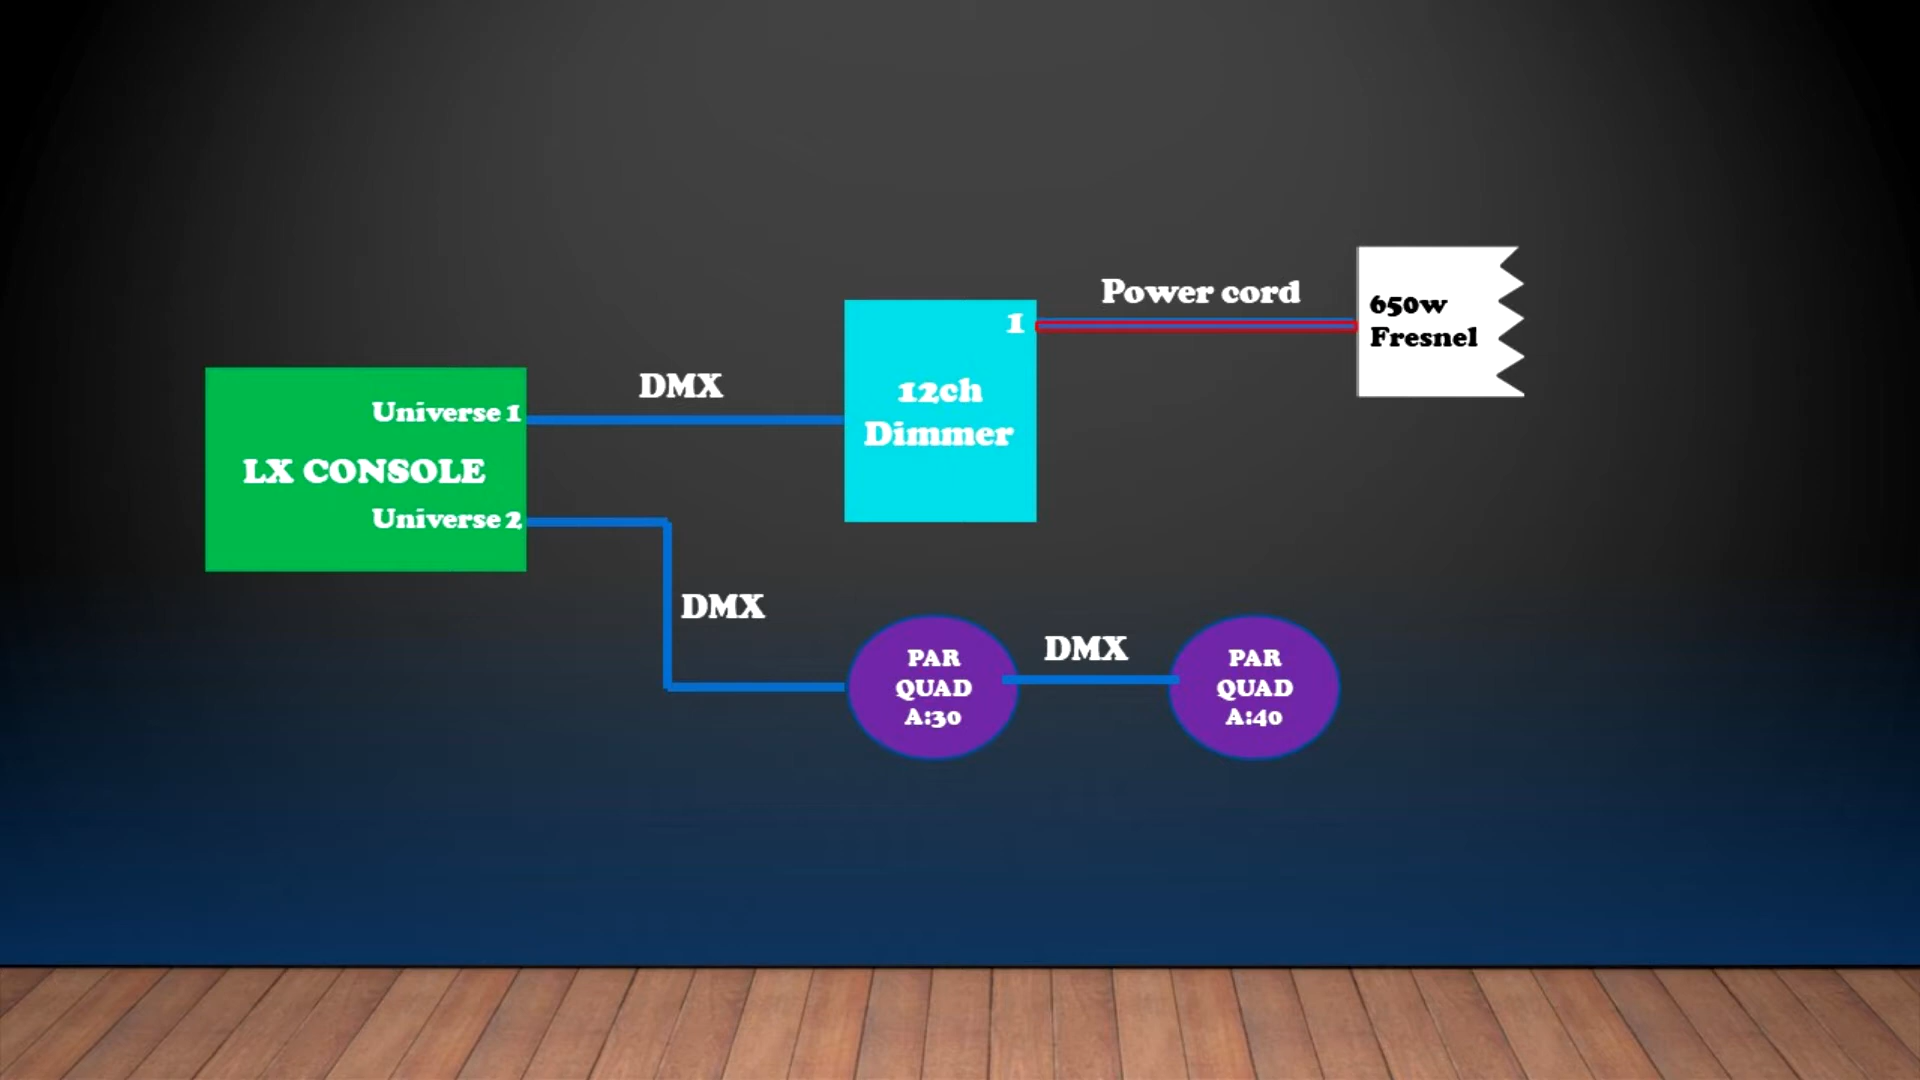 Power cord
1
650w
Fresnel
DMX
12ch
Dimmer
Universe 1
LX CONSOLE
Universe 2
DMX
PAR
QUAD
A:30
DMX
PAR
QUAD
A:40